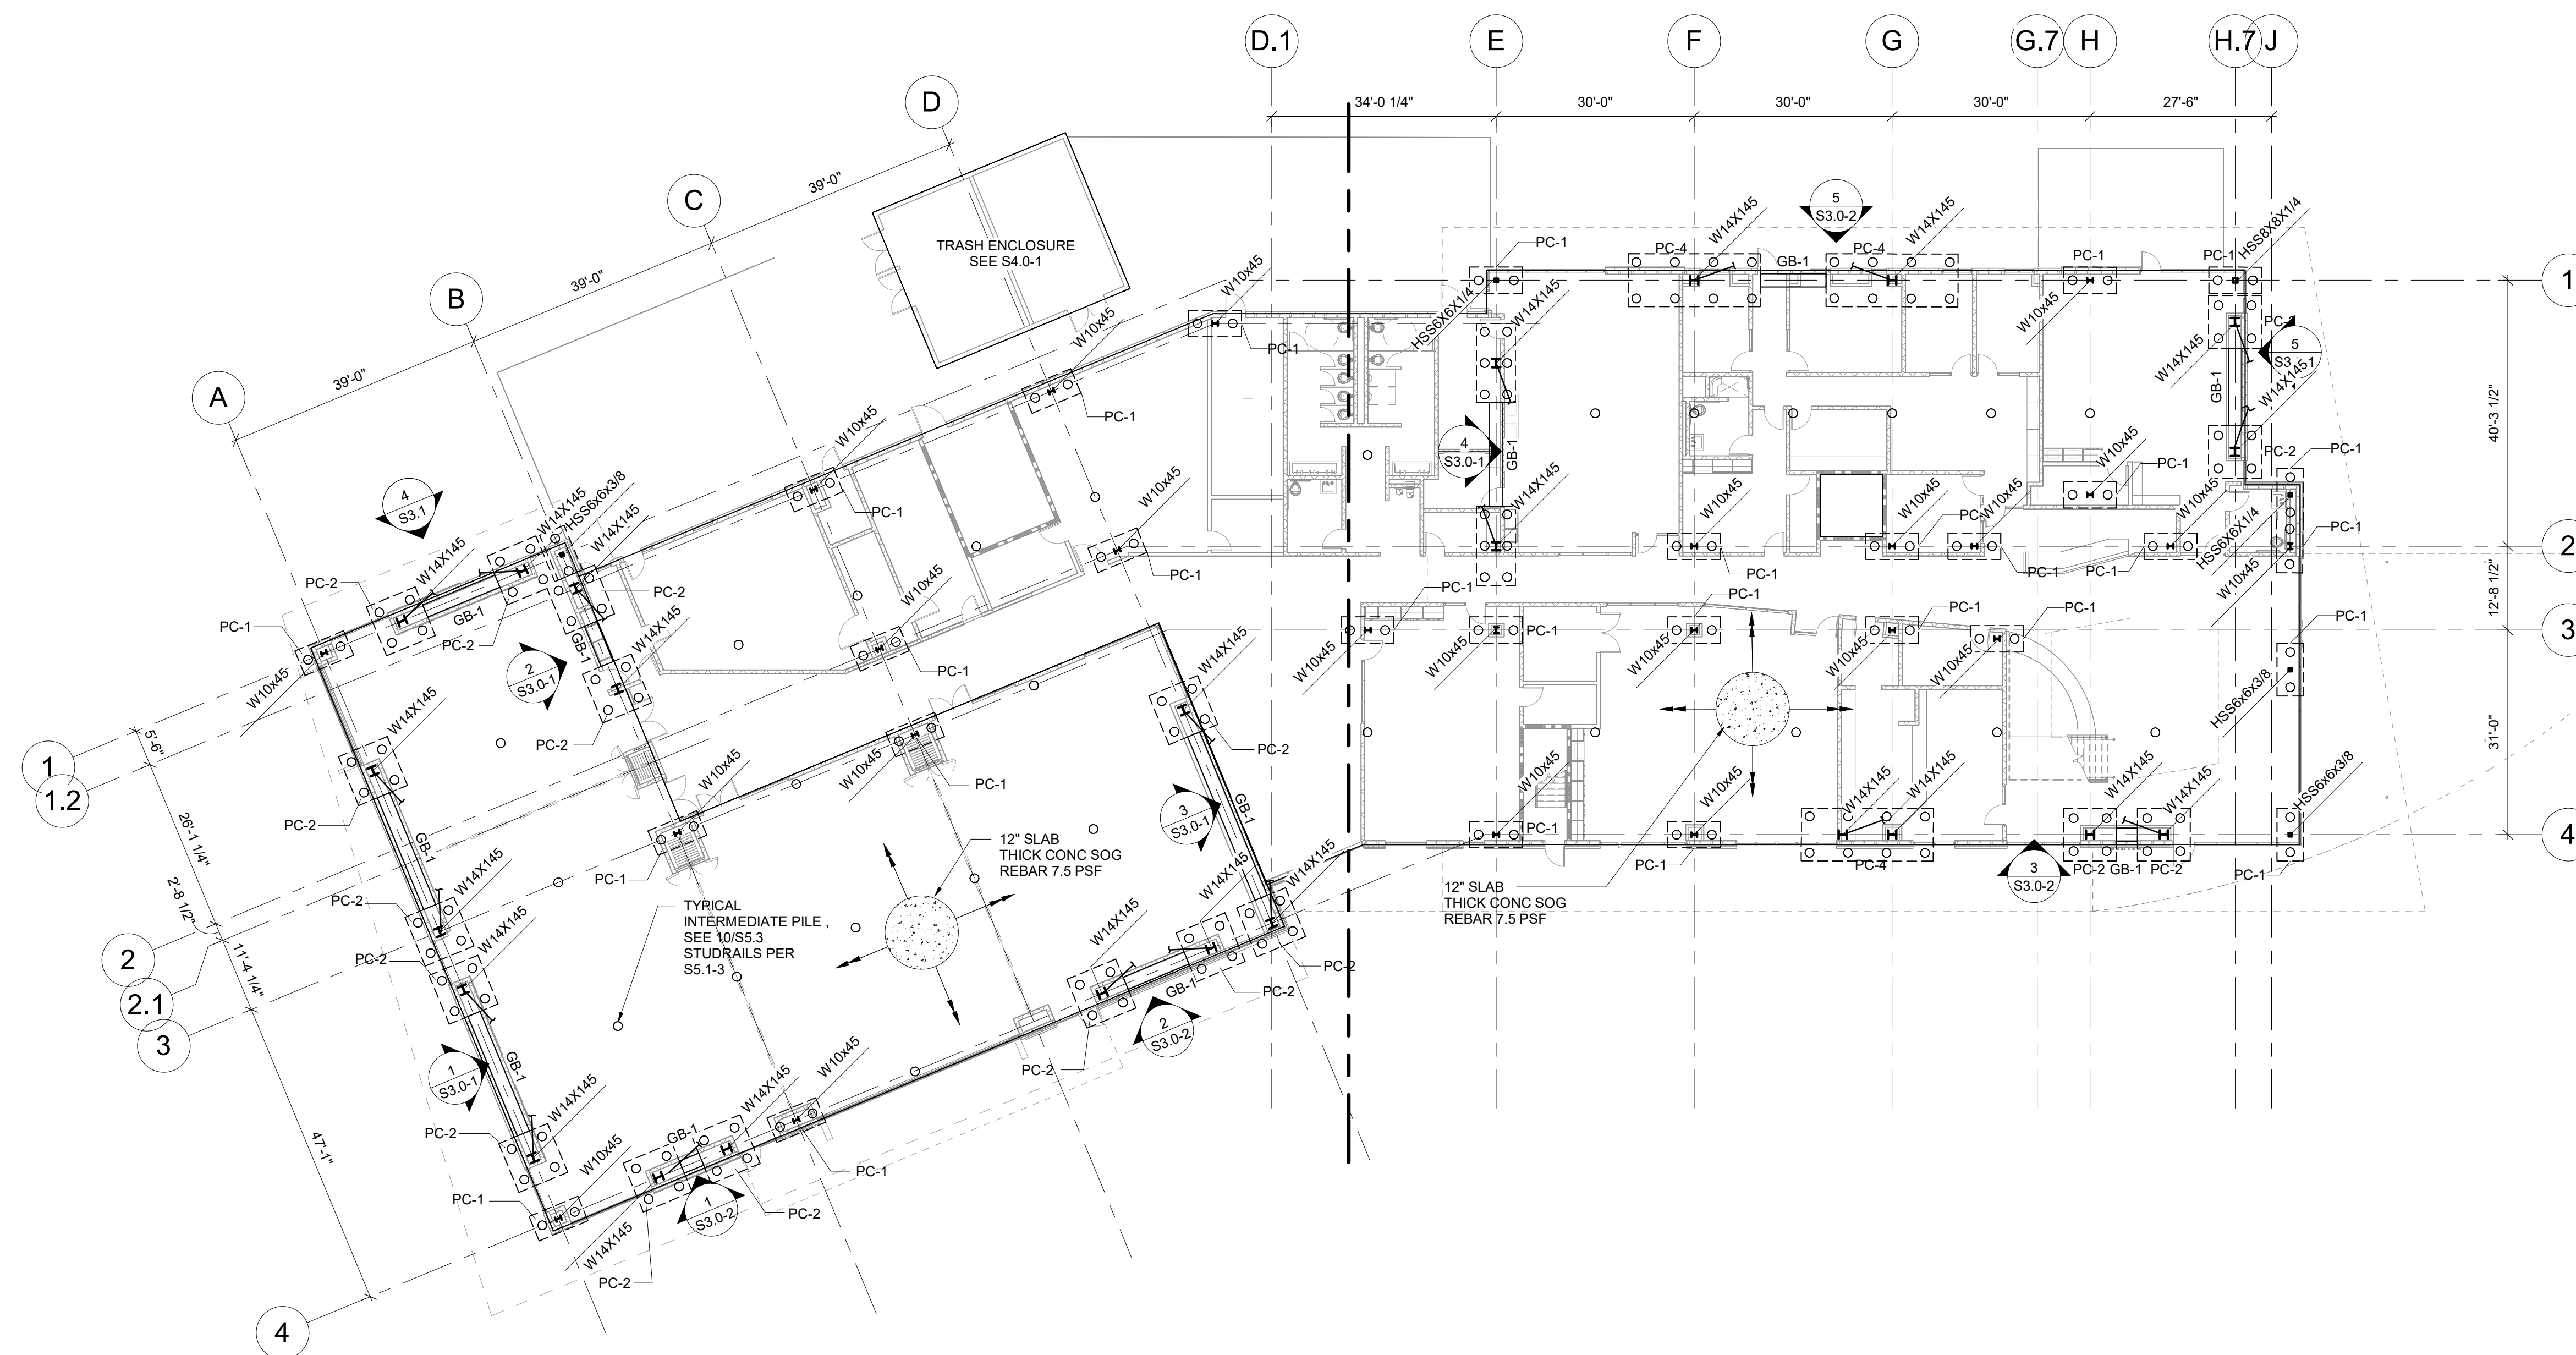 D.1
E
F
G
G.7
H
H.7
J
D
C
B
A
34'-0 1/4"
30'-0"
30'-0"
30'-0"
27'-6"
39'-0"
39'-0"
39'-0"
TRASH ENCLOSURE
SEE S4.0-1
5
S3.0-2
W14X145
W14X145
HSS8X8X1/4
PC-1
PC-4
GB-1
PC-4
PC-1
PC-1
1
W10x45
W10x45
PC-1
HSS6X6X1/4
W14X145
W10x45
W14X145
5
W14X145
GB-1
40'-3 1/2"
W10x45
PC-1
PC-1
W10x45
4
S3.0-1
GB-1
W14X145
W10x45
PC-1
PC-2
PC-1
W10x45
W10x45
W10x45
W10x45
HSS6X6X1/4
PC-1
PC-1
PC-1
PC-1
W10x45
PC-1
2
4
S3.1
W14X145
HSS6x6x3/8
W14X145
W14X145
PC-2
PC-1
GB-1
PC-2
PC-2
W10x45
W14X145
GB-1
2
S3.0-1
PC-2
W10x45
PC-1
W10x45
PC-1
W10x45
PC-1
W10x45
PC-1
W10x45
PC-1
W10x45
PC-1
12'-8 1/2"
3
PC-1
HSS6x6x3/8
31'-0"
1
1.2
5'-6"
26'-1 1/4"
2'-8 1/2"
11'-4 1/4"
47'-1"
2
2.1
3
4
W14X145
PC-2
GB-1
W14X145
PC-2
W14X145
PC-2
GB-1
1
S3.0-1
W14X145
PC-2
W10x45
PC-1
W10x45
PC-1
W10x45
PC-1
W14X145
PC-2
3
S3.0-1
GB-1
12" SLAB
THICK CONC SOG
REBAR 7.5 PSF
TYPICAL
INTERMEDIATE PILE ,
SEE 10/S5.3
STUDRAILS PER
S5.1-3
W14X145
W14X145
W14X145
PC-2
GB-1
PC-2
2
S3.0-2
PC-2
W10x45
PC-1
W14X145
GB-1
1
S3.0-2
PC-2
W14X145
PC-2
12" SLAB
THICK CONC SOG
REBAR 7.5 PSF
W10x45
PC-1
W10x45
PC-1
W14X145
W14X145
PC-4
3
S3.0-2
W14X145
W14X145
PC-2
GB-1
PC-2
HSS6x6x3/8
PC-1
4